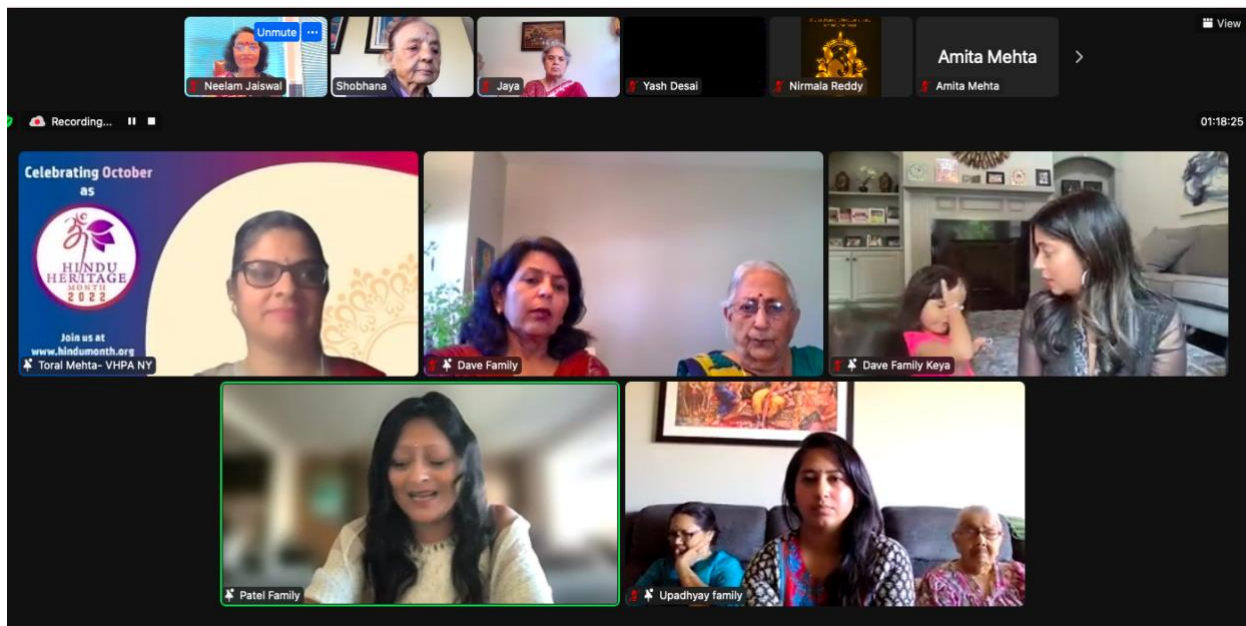 Unmute
...
View
Neelam Jaiswal
Shobhana
Jaya
Yash Desai
Nirmala Reddy
Amita Mehta
Amita Mehta
Recording...
01:18:25
Celebrating October
as
HINDU
HERITAGE
MONTH
2022
Join us at
www.hindumonth.org
Toral Mehta- VHPA NY
Dave Family
Dave Family Keya
Patel Family
Upadhyay family